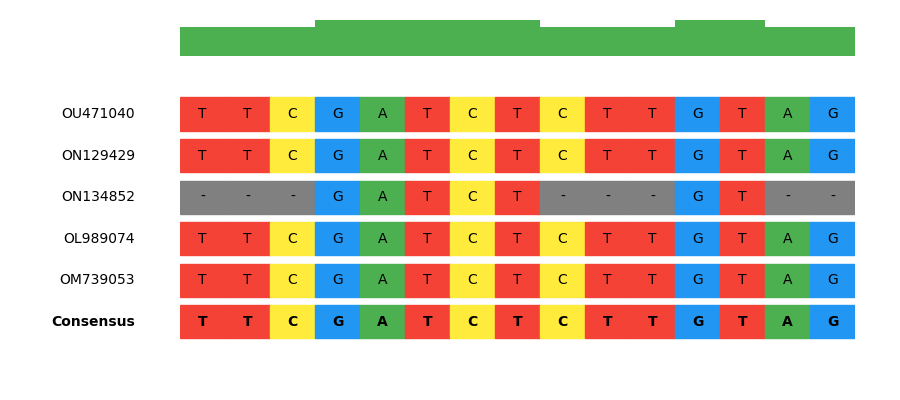 OU471040 T T C G A T C T C T T G T A G
ON129429 T T C G A T C T C T T G T A G
ON134852 - - - G A T C T - - - G T - -
OL989074 T T C G A T C T C T T G T A G
OM739053 T T C G A T C T C T T G T A G
Consensus T T C G A T C T C T T G T A G